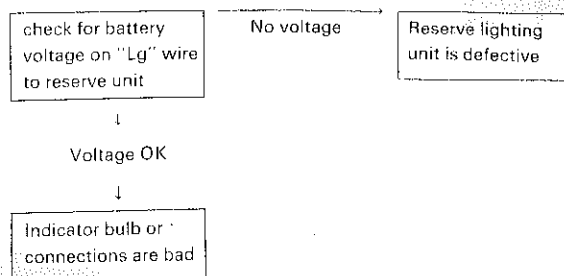 check for battery
voltage on "Lg" wire
to reserve unit
No voltage
Reserve lighting
unit is defective
Voltage OK
Indicator bulb or
connections are bad